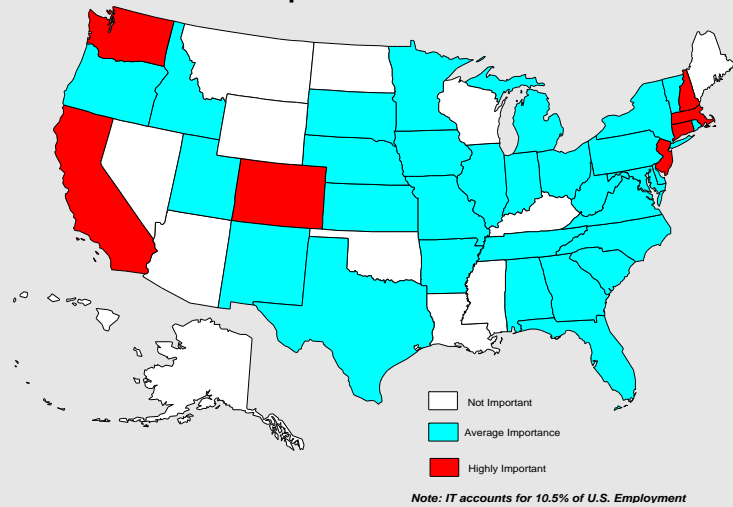 Not Important
Average Importance
Highly Important
Note: IT accounts for 10.5% of U.S. Employment